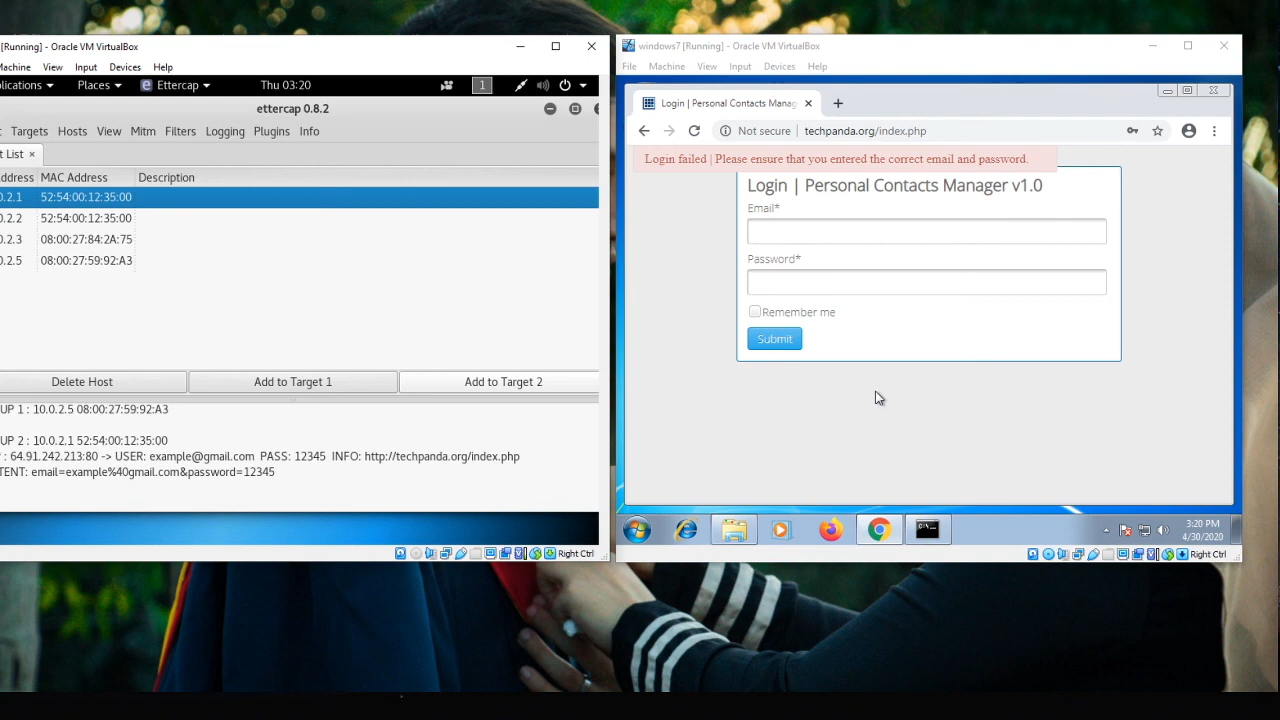 [Running] - Oracle VM VirtualBox
Machine View Input Devices Help
Applications Places Ettercap Thu 03:20 1
ettercap 0.8.2
Targets Hosts View Mitm Filters Logging Plugins Info
t List ×
ddress MAC Address Description
0.2.1 52:54:00:12:35:00
0.2.2 52:54:00:12:35:00
0.2.3 08:00:27:84:2A:75
0.2.5 08:00:27:59:92:A3
Delete Host Add to Target 1 Add to Target 2
UP 1 : 10.0.2.5 08:00:27:59:92:A3
UP 2 : 10.0.2.1 52:54:00:12:35:00
: 64.91.242.213:80 -> USER: example@gmail.com PASS: 12345 INFO: http://techpanda.org/index.php
TENT: email=example%40gmail.com&password=12345
Right Ctrl
windows7 [Running] - Oracle VM VirtualBox
File Machine View Input Devices Help
Login | Personal Contacts Manag
Not secure | techpanda.org/index.php
Login failed | Please ensure that you entered the correct email and password.
Login | Personal Contacts Manager v1.0
Email*
Password*
Remember me
Submit
3:20 PM
4/30/2020
Right Ctrl